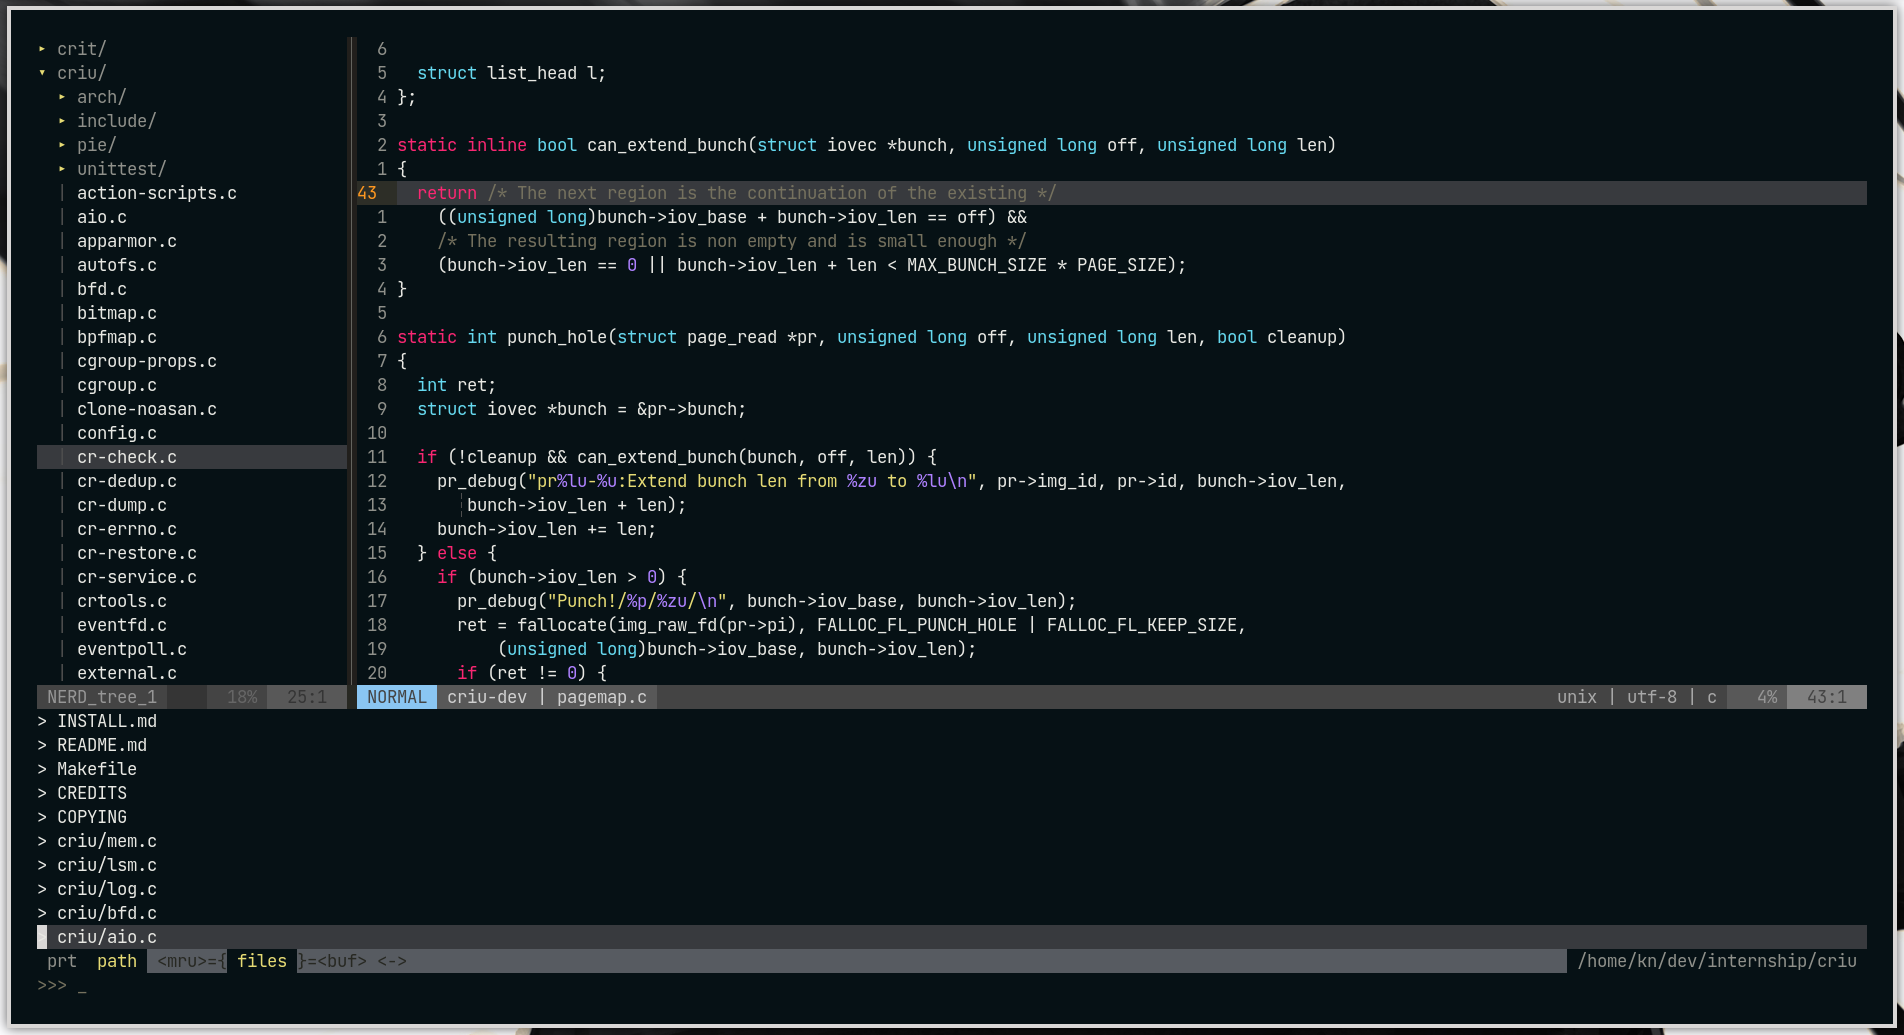 ▸ crit/
▾ criu/
▸ arch/
▸ include/
▸ pie/
▸ unittest/
| action-scripts.c
| aio.c
| apparmor.c
| autofs.c
| bfd.c
| bitmap.c
| bpfmap.c
| cgroup-props.c
| cgroup.c
| clone-noasan.c
| config.c
cr-check.c
| cr-dedup.c
| cr-dump.c
| cr-errno.c
| cr-restore.c
| cr-service.c
| crtools.c
| eventfd.c
| eventpoll.c
| external.c
NERD_tree_1 18% 25:1
6
5 struct list_head l;
4 };
3
2 static inline bool can_extend_bunch(struct iovec *bunch, unsigned long off, unsigned long len)
1 {
43 return /* The next region is the continuation of the existing */
1 ((unsigned long)bunch->iov_base + bunch->iov_len == off) &&
2 /* The resulting region is non empty and is small enough */
3 (bunch->iov_len == 0 || bunch->iov_len + len < MAX_BUNCH_SIZE * PAGE_SIZE);
4 }
5
6 static int punch_hole(struct page_read *pr, unsigned long off, unsigned long len, bool cleanup)
7 {
8 int ret;
9 struct iovec *bunch = &pr->bunch;
10
11 if (!cleanup && can_extend_bunch(bunch, off, len)) {
12 pr_debug("pr%lu-%u:Extend bunch len from %zu to %lu\n", pr->img_id, pr->id, bunch->iov_len,
13 ¦bunch->iov_len + len);
14 bunch->iov_len += len;
15 } else {
16 if (bunch->iov_len > 0) {
17 pr_debug("Punch!/%p/%zu/\n", bunch->iov_base, bunch->iov_len);
18 ret = fallocate(img_raw_fd(pr->pi), FALLOC_FL_PUNCH_HOLE | FALLOC_FL_KEEP_SIZE,
19 (unsigned long)bunch->iov_base, bunch->iov_len);
20 if (ret != 0) {
NORMAL criu-dev | pagemap.c unix | utf-8 | c 4% 43:1
> INSTALL.md
> README.md
> Makefile
> CREDITS
> COPYING
> criu/mem.c
> criu/lsm.c
> criu/log.c
> criu/bfd.c
> criu/aio.c
prt path <mru>={ files }=<buf> <-> /home/kn/dev/internship/criu
>>> _